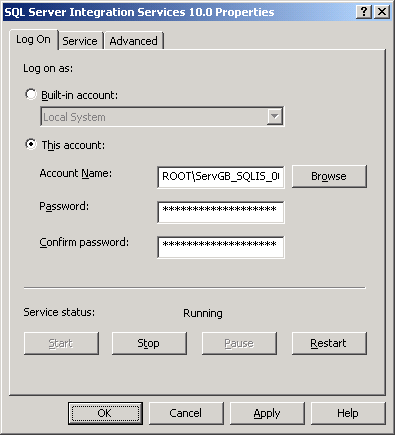 SQL Server Integration Services 10.0 Properties
Log On Service Advanced
Log on as:
Built-in account:
Local System
This account:
Account Name: ROOT\ServGB_SQLIS_0 Browse
Password: *******************
Confirm password: *******************
Service status: Running
Start Stop Pause Restart
OK Cancel Apply Help